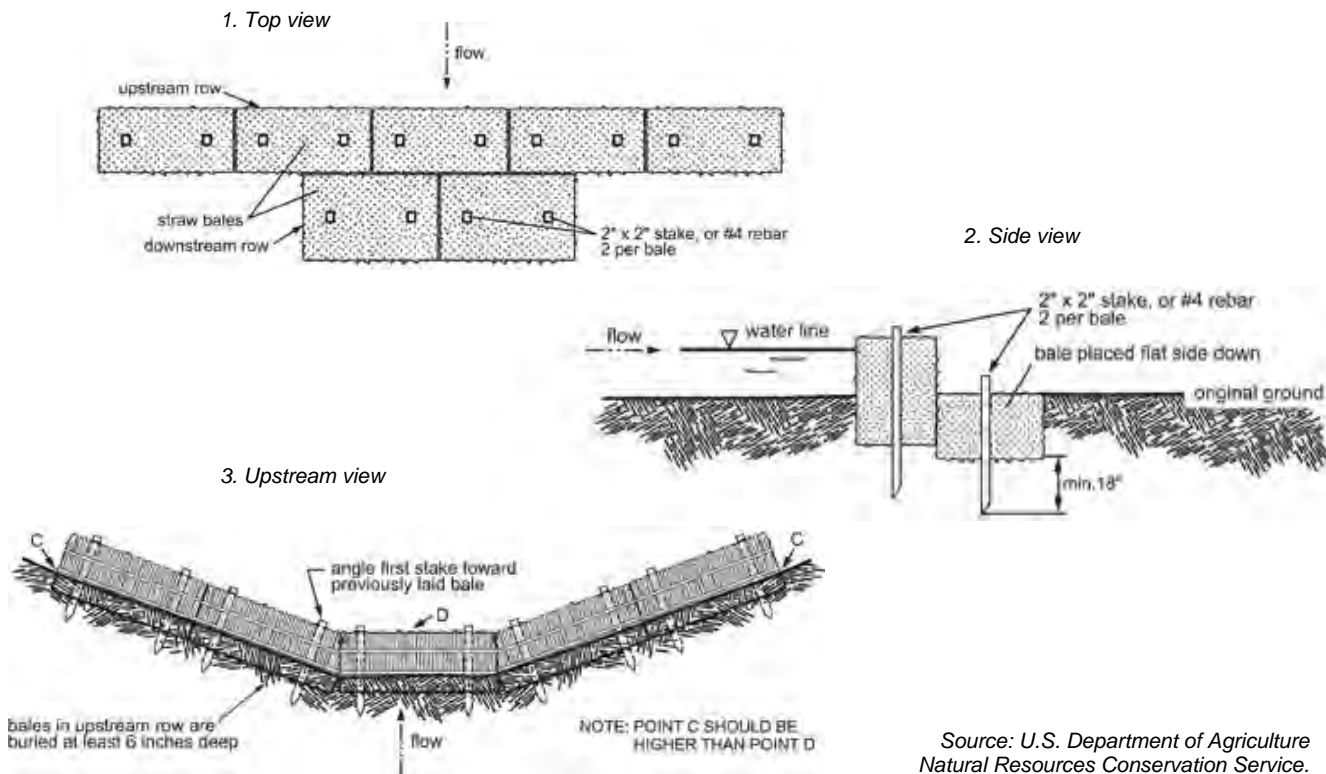 1. Top view
flow
upstream row
straw bales
downstream row
2" x 2" stake, or #4 rebar
2 per bale
2. Side view
2" x 2" stake, or #4 rebar
2 per bale
flow
water line
bale placed flat side down
original ground
min.18"
3. Upstream view
C
C
angle first stake toward
previously laid bale
D
bales in upstream row are
buried at least 6 inches deep
flow
NOTE: POINT C SHOULD BE
HIGHER THAN POINT D
Source: U.S. Department of Agriculture
Natural Resources Conservation Service.